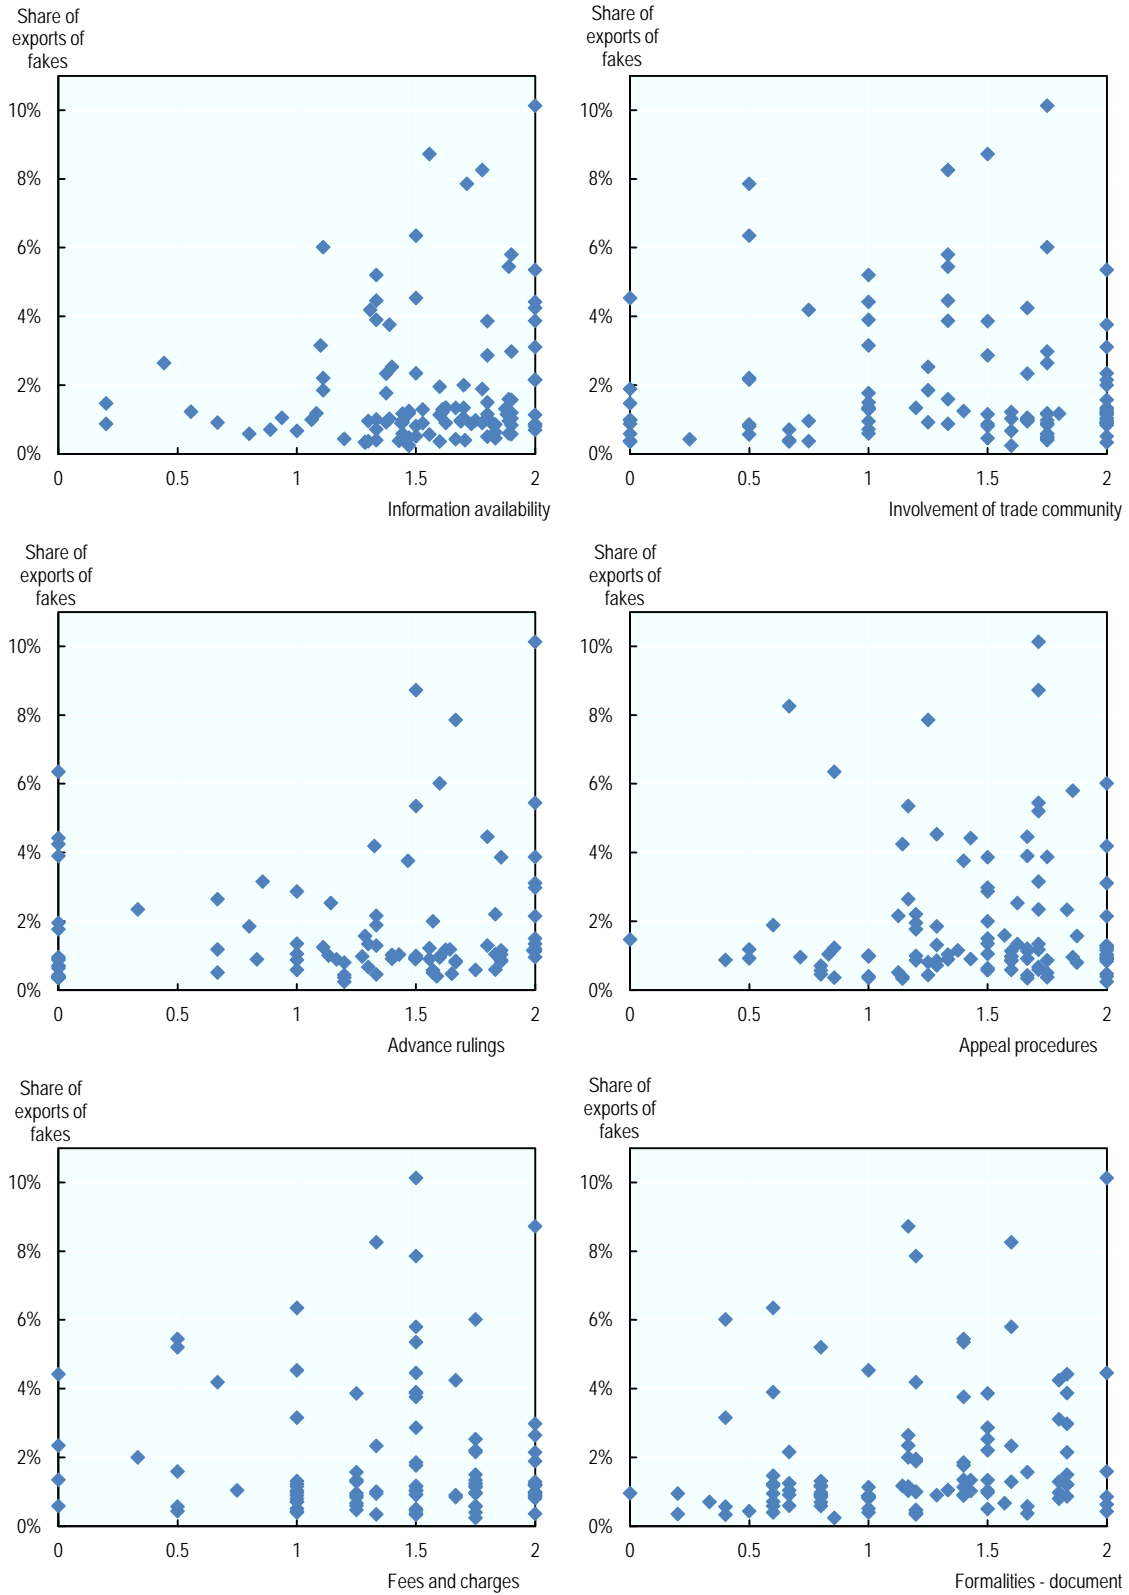 Share of
exports of
fakes
10%
8%
6%
4%
2%
0%
0 0.5 1 1.5 2
Information availability
Share of
exports of
fakes
10%
8%
6%
4%
2%
0%
0 0.5 1 1.5 2
Involvement of trade community
Share of
exports of
fakes
10%
8%
6%
4%
2%
0%
0 0.5 1 1.5 2
Advance rulings
Share of
exports of
fakes
10%
8%
6%
4%
2%
0%
0 0.5 1 1.5 2
Appeal procedures
Share of
exports of
fakes
10%
8%
6%
4%
2%
0%
0 0.5 1 1.5 2
Fees and charges
Share of
exports of
fakes
10%
8%
6%
4%
2%
0%
0 0.5 1 1.5 2
Formalities - document